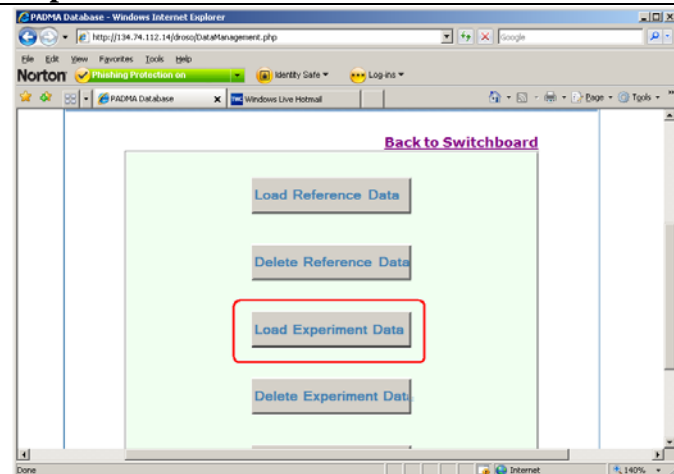 PADMA Database - Windows Internet Explorer
http://134.74.112.14/droso/DataManagement.php
Google
File Edit View Favorites Tools Help
Norton Phishing Protection on Identity Safe Log-ins
PADMA Database Windows Live Hotmail Page Tools
Back to Switchboard
Load Reference Data
Delete Reference Data
Load Experiment Data
Delete Experiment Data
Done Internet 140%